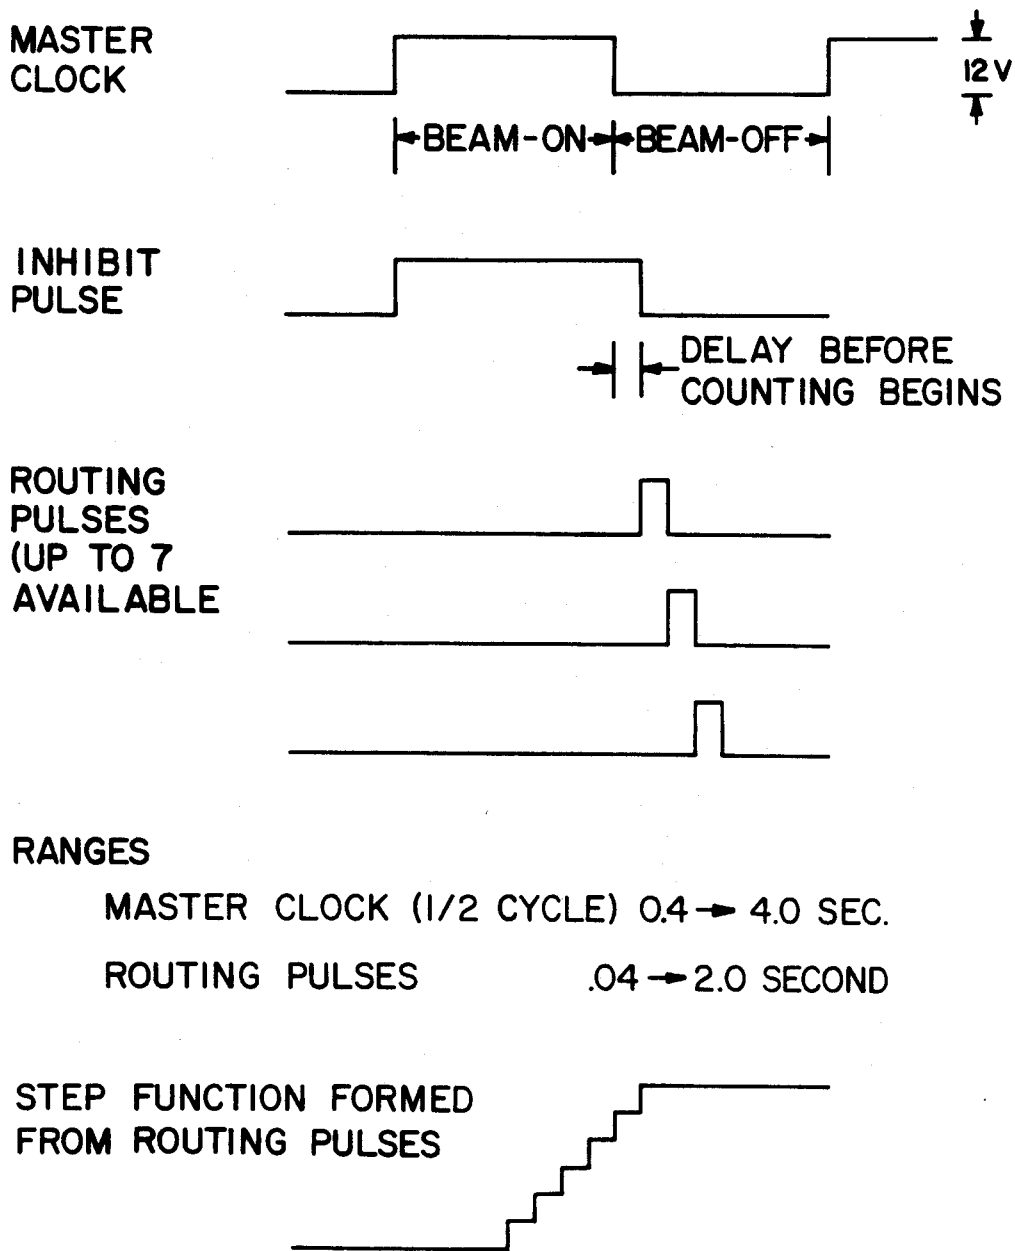 MASTER
CLOCK
12 V
BEAM-ON
BEAM-OFF
INHIBIT
PULSE
DELAY BEFORE
COUNTING BEGINS
ROUTING
PULSES
(UP TO 7
AVAILABLE
RANGES
MASTER CLOCK (1/2 CYCLE) 0.4→ 4.0 SEC.
ROUTING PULSES .04→2.0 SECOND
STEP FUNCTION FORMED
FROM ROUTING PULSES